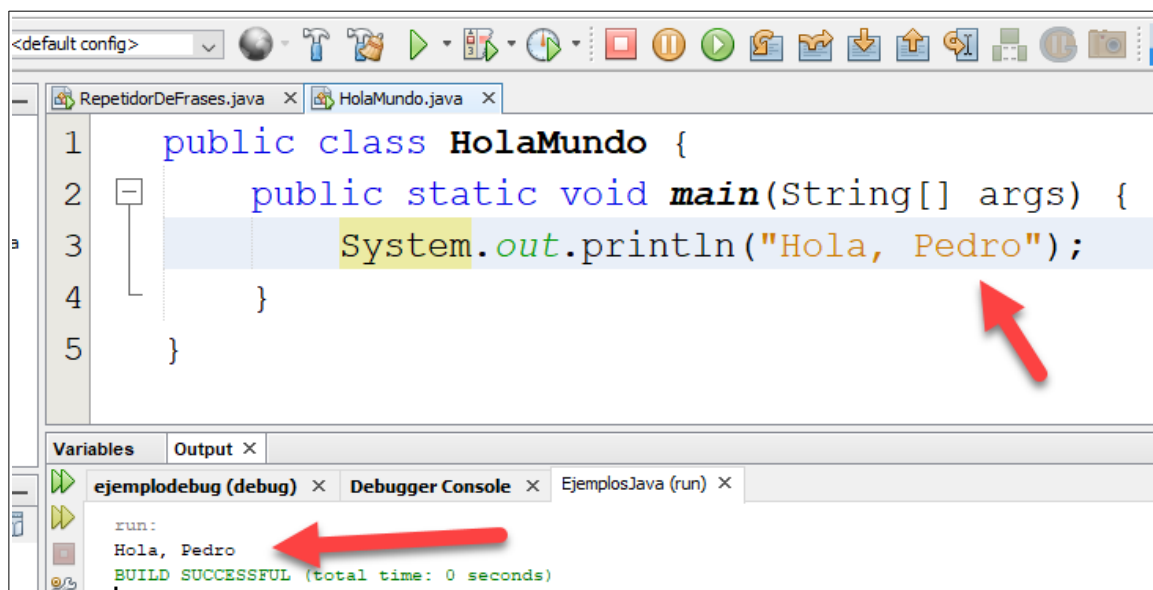 <default config>
RepetidorDeFrases.java HolaMundo.java
1 public class HolaMundo {
2 public static void main(String[] args) {
3 System.out.println("Hola, Pedro");
4 }
5 }
a
Variables Output
ejemplodebug (debug) Debugger Console EjemplosJava (run)
run:
Hola, Pedro
BUILD SUCCESSFUL (total time: 0 seconds)